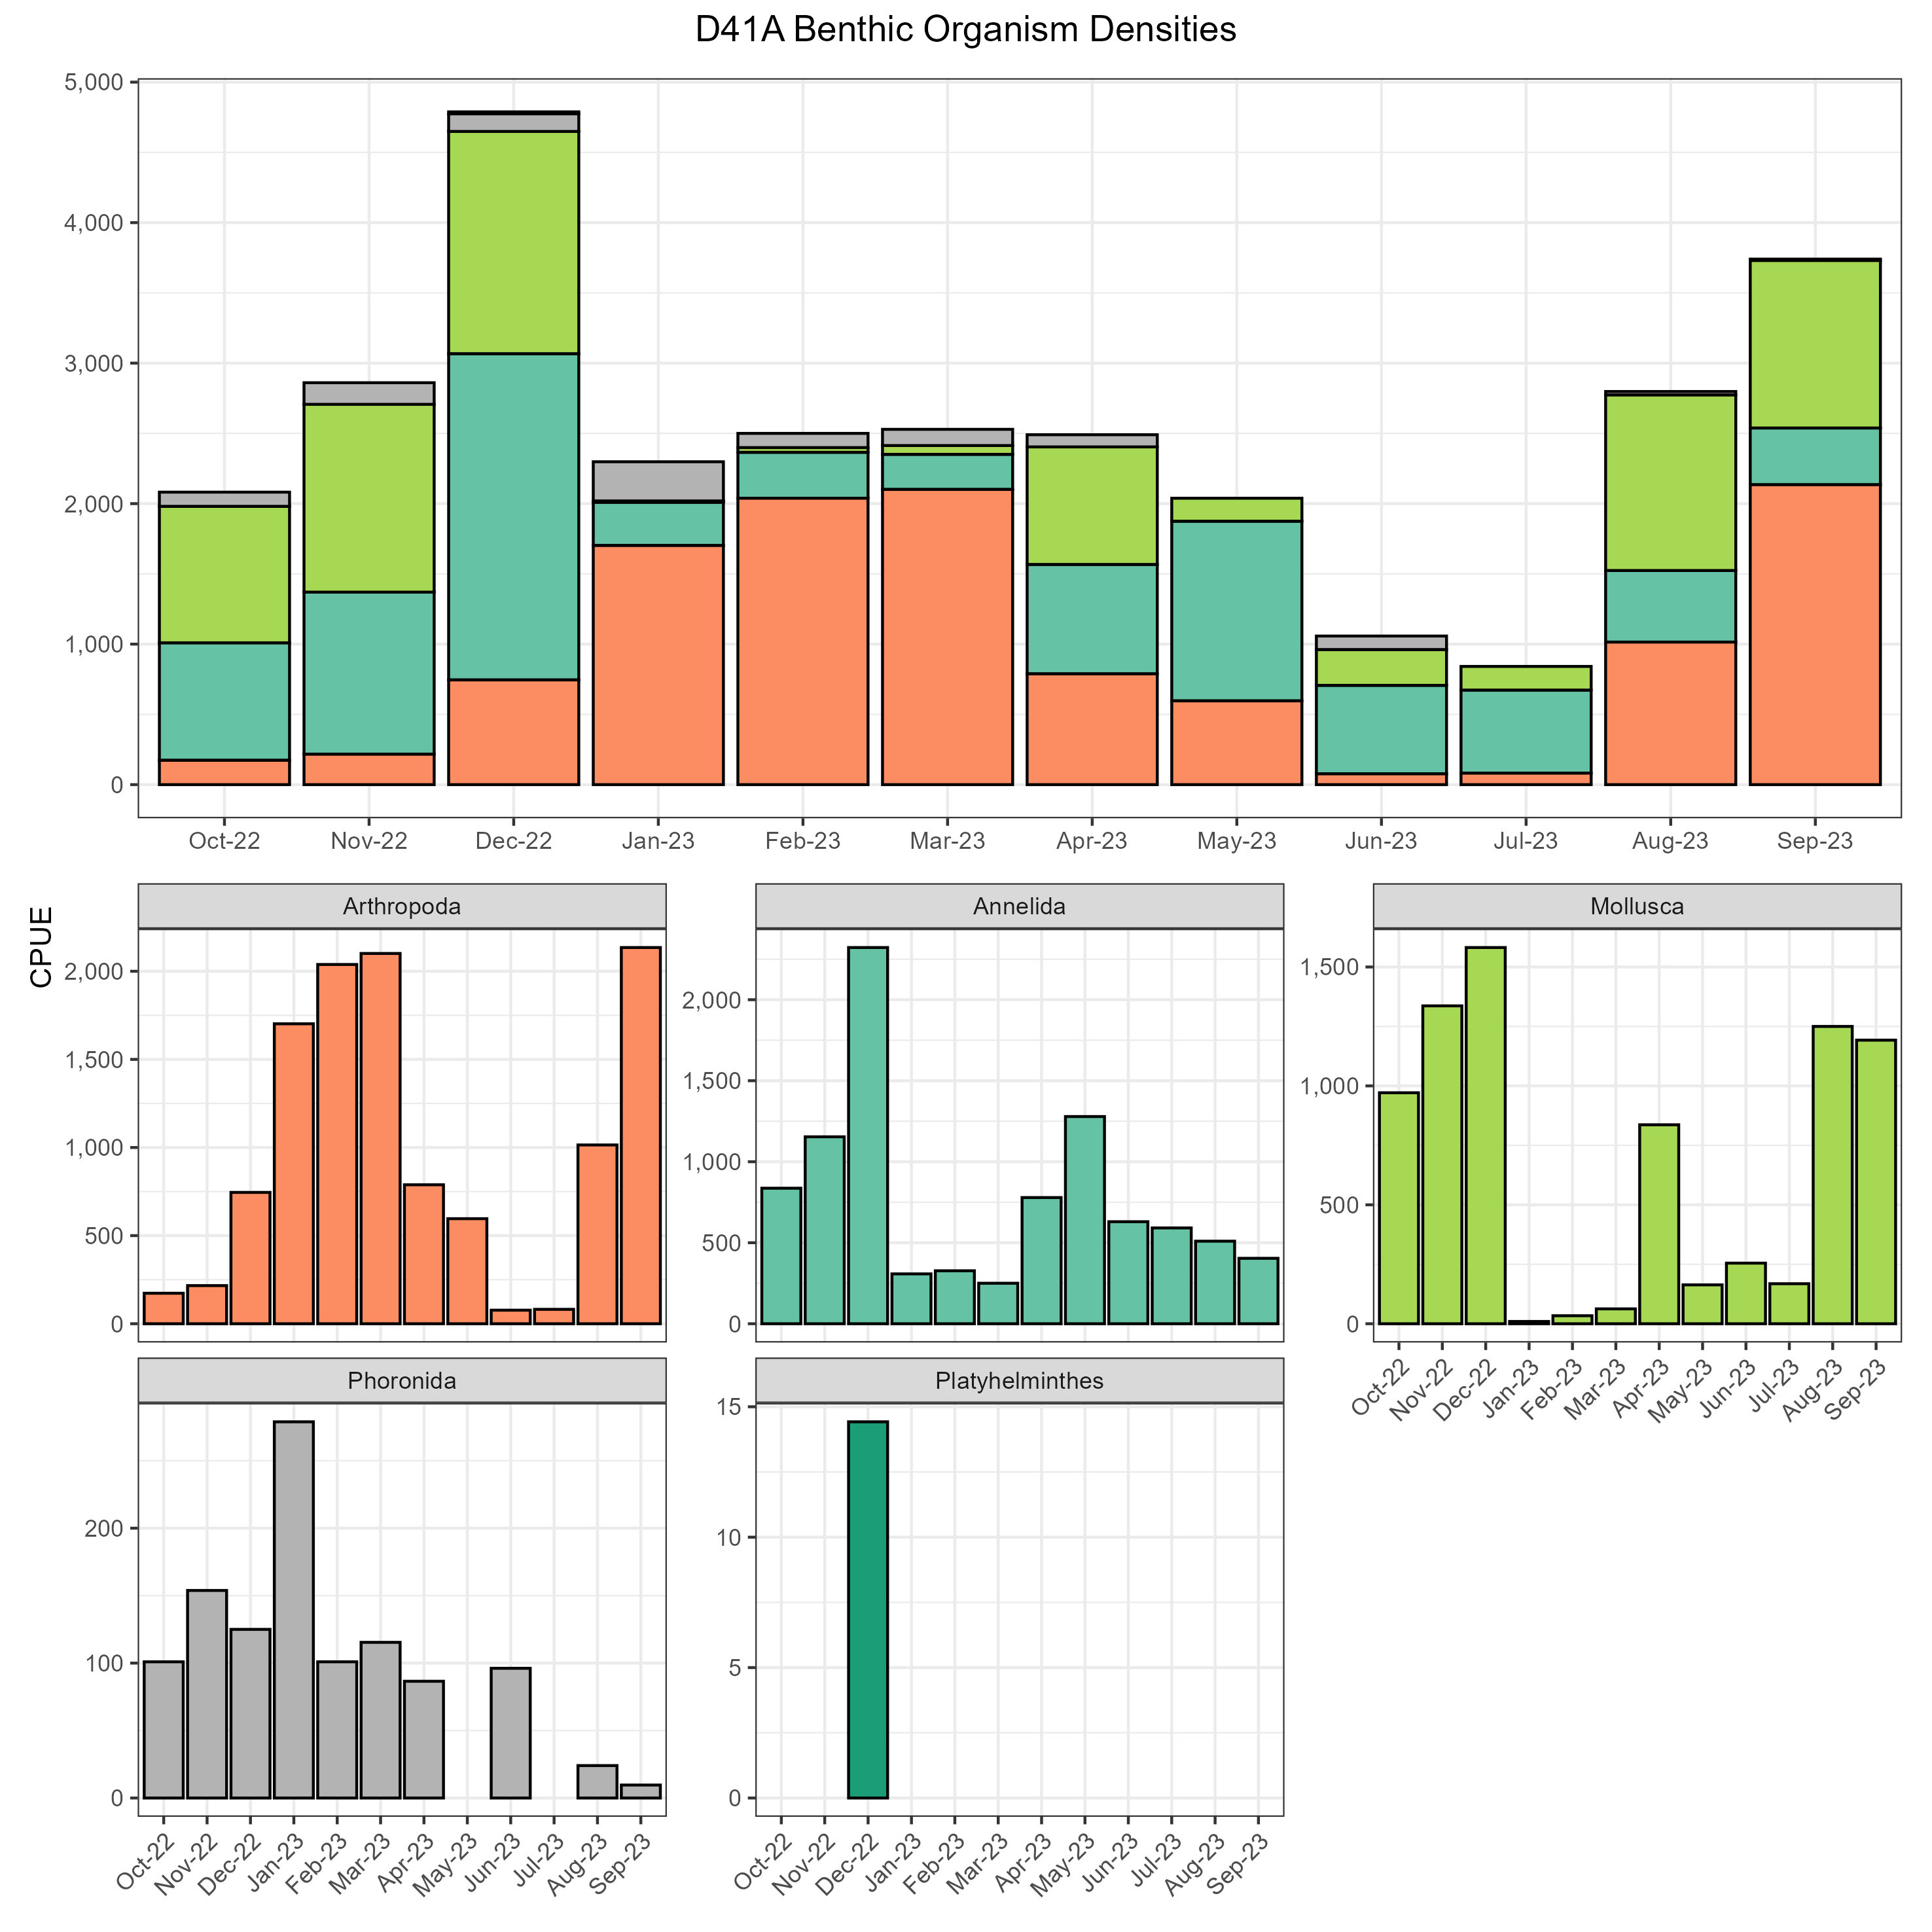 D41A Benthic Organism Densities
5,000
4,000
3,000
2,000
1,000
0
Oct-22 Nov-22 Dec-22 Jan-23 Feb-23 Mar-23 Apr-23 May-23 Jun-23 Jul-23 Aug-23 Sep-23
CPUE
Arthropoda
2,000
1,500
1,000
500
0
Annelida
2,000
1,500
1,000
500
0
Mollusca
1,500
1,000
500
0
Oct-22 Nov-22 Dec-22 Jan-23 Feb-23 Mar-23 Apr-23 May-23 Jun-23 Jul-23 Aug-23 Sep-23
Phoronida
200
100
0
Oct-22 Nov-22 Dec-22 Jan-23 Feb-23 Mar-23 Apr-23 May-23 Jun-23 Jul-23 Aug-23 Sep-23
Platyhelminthes
15
10
5
0
Oct-22 Nov-22 Dec-22 Jan-23 Feb-23 Mar-23 Apr-23 May-23 Jun-23 Jul-23 Aug-23 Sep-23